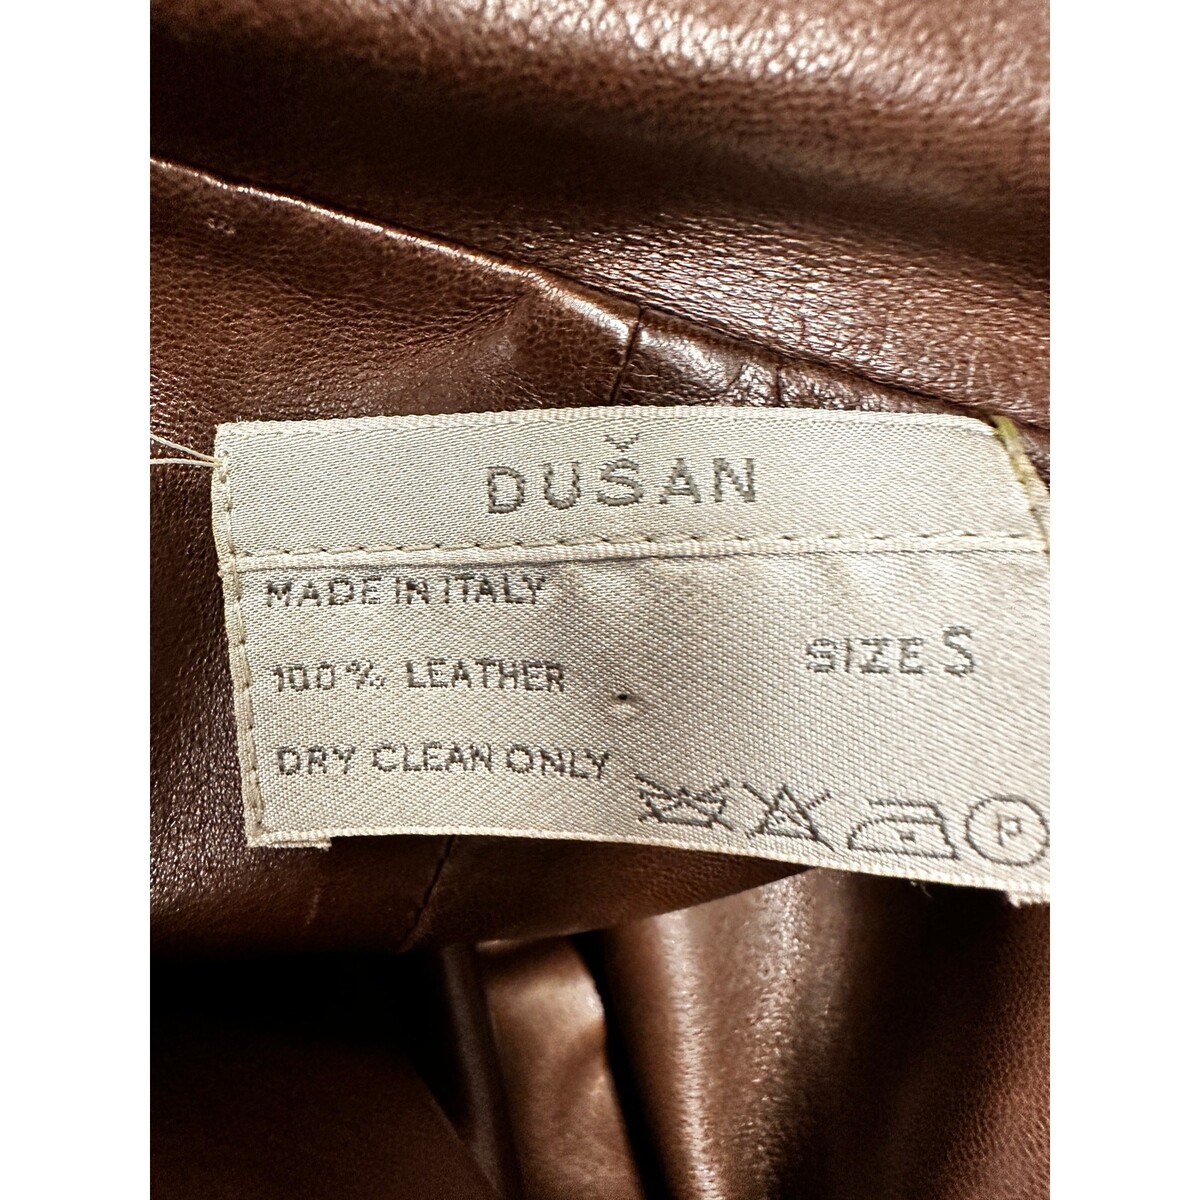 DUŠAN
MADE IN ITALY
SIZE S
100% LEATHER
DRY CLEAN ONLY
P